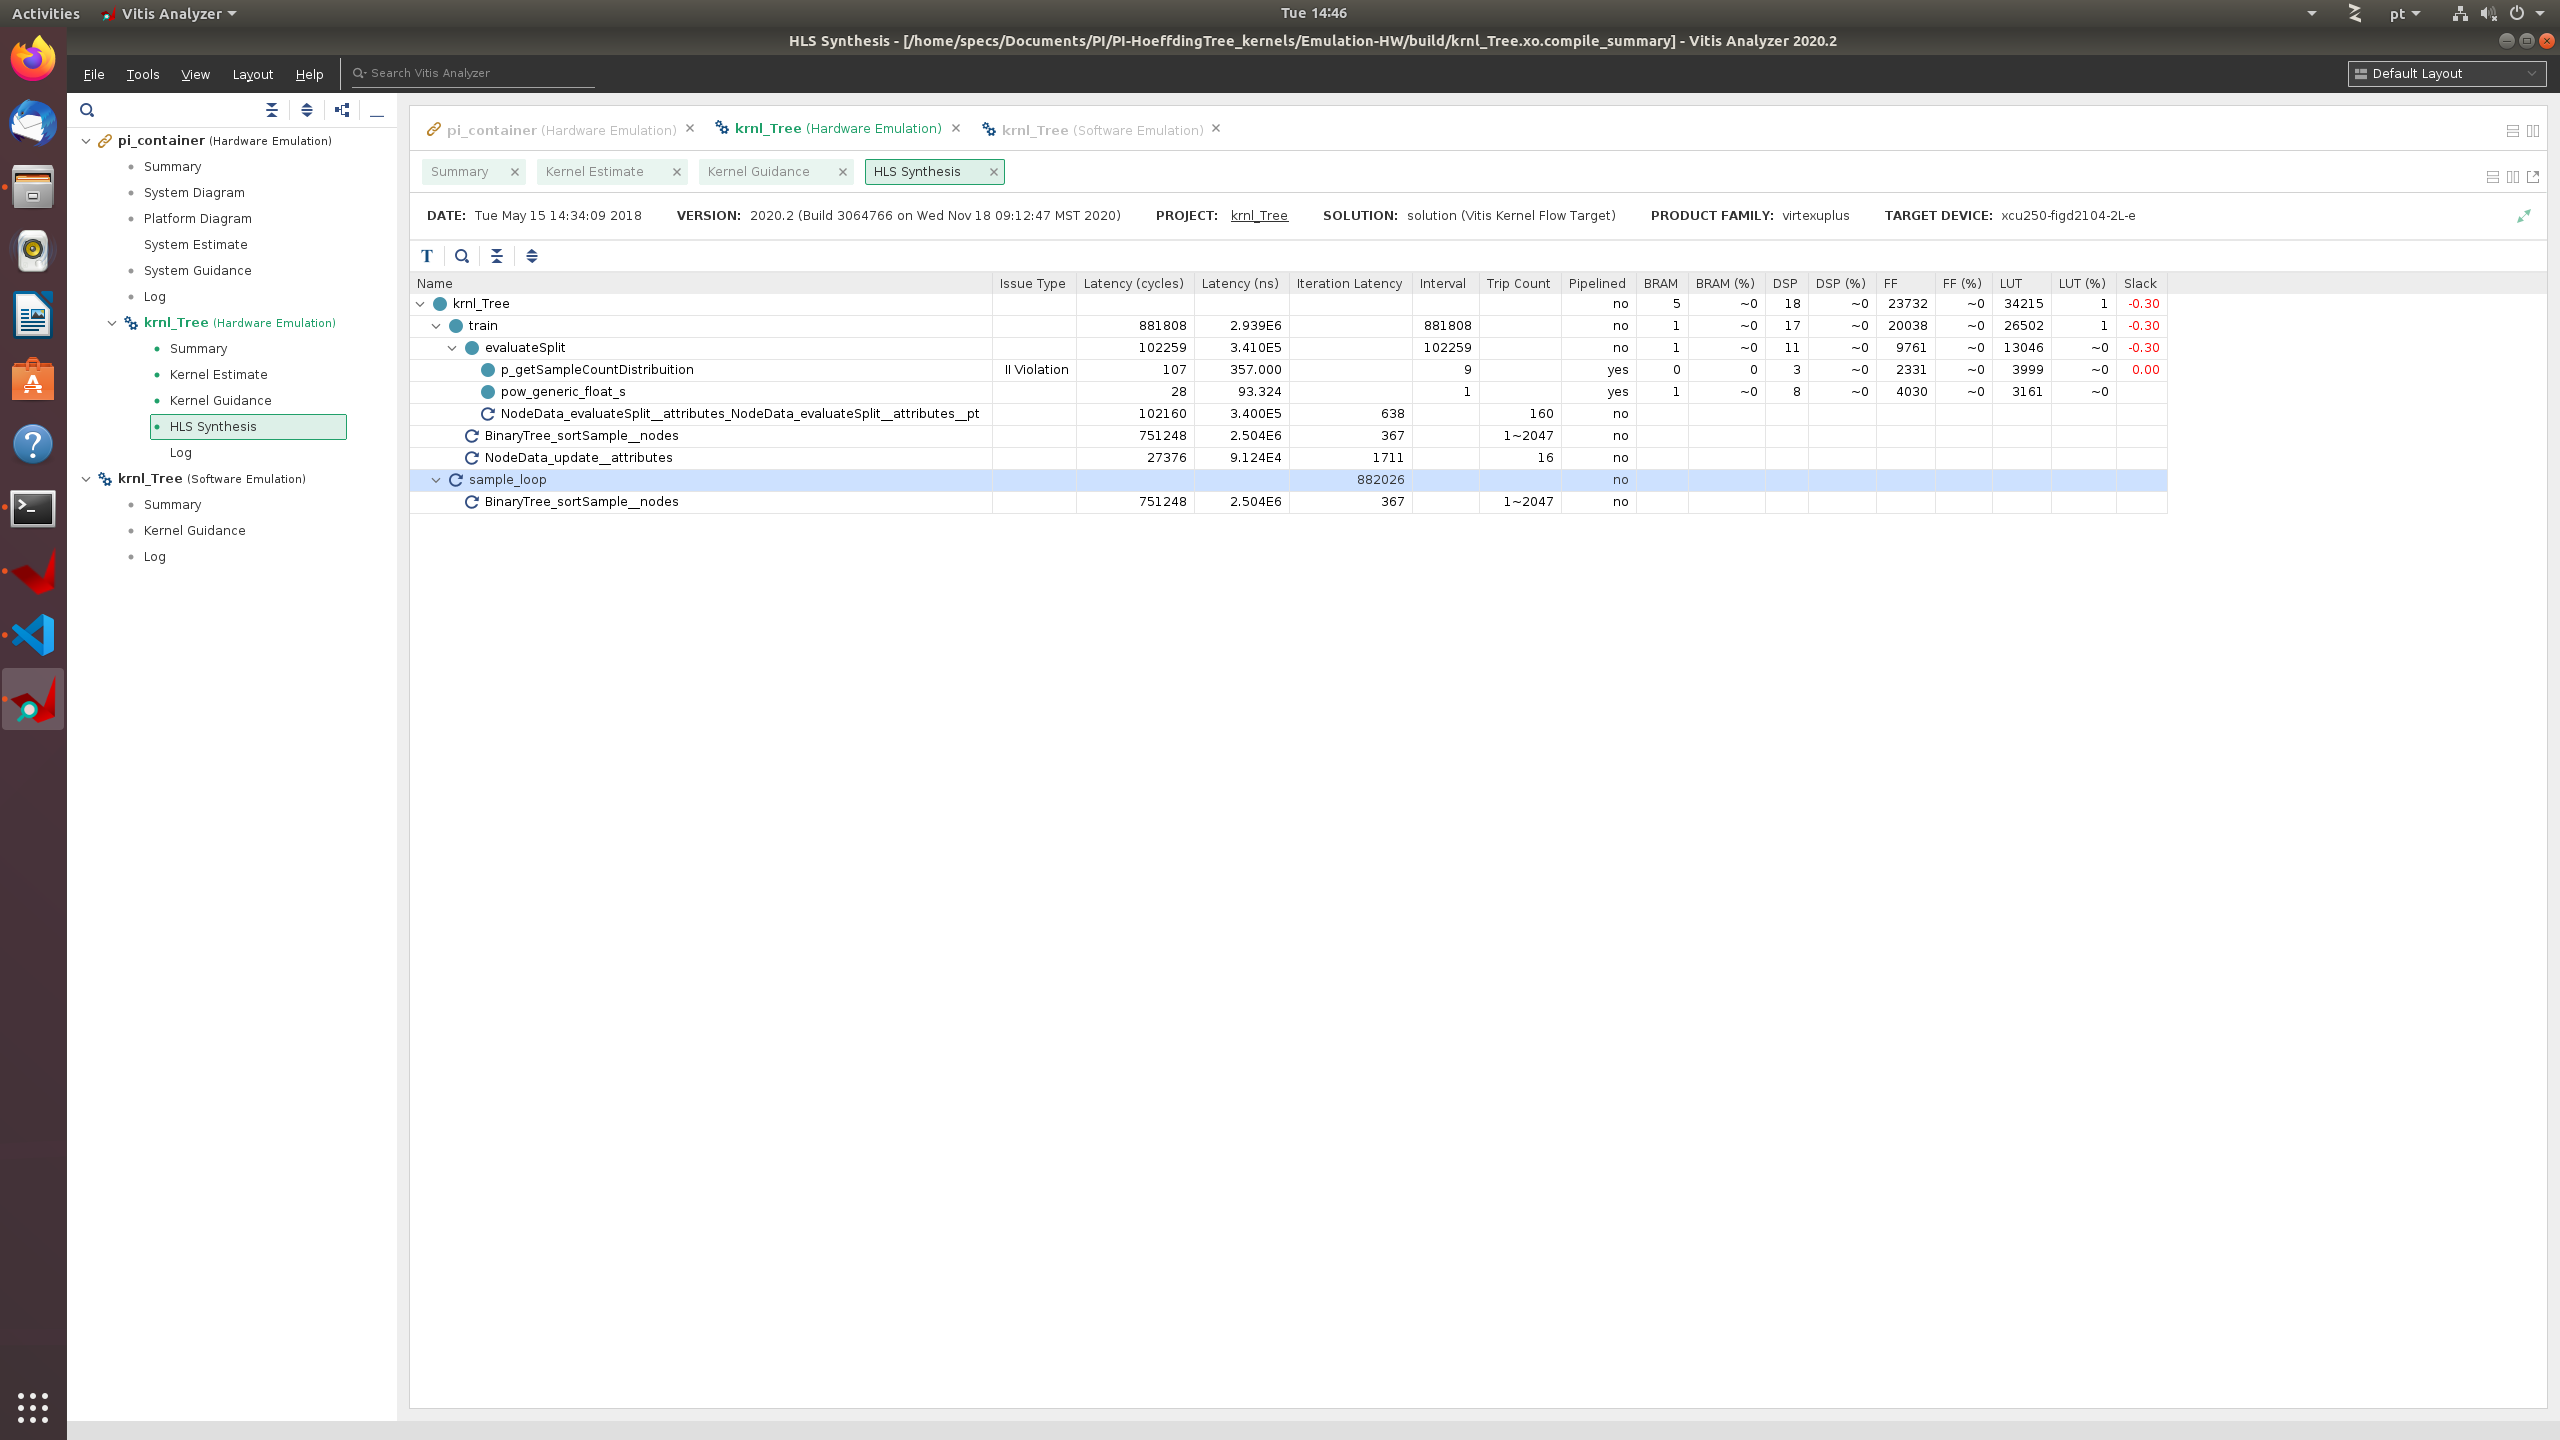 Activities Vitis Analyzer Tue 14:46 pt
HLS Synthesis - [/home/specs/Documents/PI/PI-HoeffdingTree_kernels/Emulation-HW/build/krnl_Tree.xo.compile_summary] - Vitis Analyzer 2020.2
File Tools View Layout Help Search Vitis Analyzer Default Layout
pi_container (Hardware Emulation)
Summary
System Diagram
Platform Diagram
System Estimate
System Guidance
Log
krnl_Tree (Hardware Emulation)
Summary
Kernel Estimate
Kernel Guidance
HLS Synthesis
Log
krnl_Tree (Software Emulation)
Summary
Kernel Guidance
Log
pi_container (Hardware Emulation) krnl_Tree (Hardware Emulation) krnl_Tree (Software Emulation)
Summary Kernel Estimate Kernel Guidance HLS Synthesis
DATE: Tue May 15 14:34:09 2018 VERSION: 2020.2 (Build 3064766 on Wed Nov 18 09:12:47 MST 2020) PROJECT: krnl_Tree SOLUTION: solution (Vitis Kernel Flow Target) PRODUCT FAMILY: virtexuplus TARGET DEVICE: xcu250-figd2104-2L-e
T
Name Issue Type Latency (cycles) Latency (ns) Iteration Latency Interval Trip Count Pipelined BRAM BRAM (%) DSP DSP (%) FF FF (%) LUT LUT (%) Slack
krnl_Tree no 5 ~0 18 ~0 23732 ~0 34215 1 -0.30
train 881808 2.939E6 881808 no 1 ~0 17 ~0 20038 ~0 26502 1 -0.30
evaluateSplit 102259 3.410E5 102259 no 1 ~0 11 ~0 9761 ~0 13046 ~0 -0.30
p_getSampleCountDistribuition II Violation 107 357.000 9 yes 0 0 3 ~0 2331 ~0 3999 ~0 0.00
pow_generic_float_s 28 93.324 1 yes 1 ~0 8 ~0 4030 ~0 3161 ~0
NodeData_evaluateSplit__attributes_NodeData_evaluateSplit__attributes__pt 102160 3.400E5 638 160 no
BinaryTree_sortSample__nodes 751248 2.504E6 367 1~2047 no
NodeData_update__attributes 27376 9.124E4 1711 16 no
sample_loop 882026 no
BinaryTree_sortSample__nodes 751248 2.504E6 367 1~2047 no